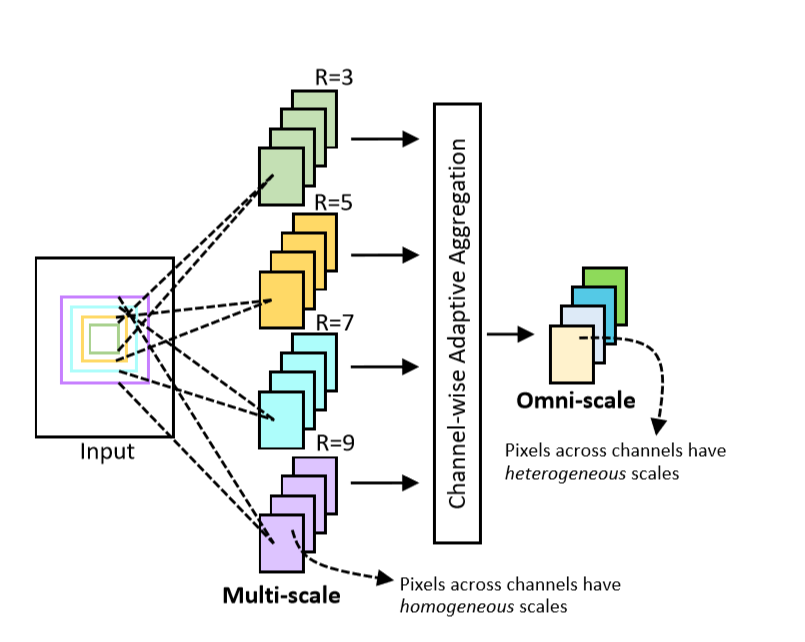 R=3
R=5
R=7
R=9
Input
Multi-scale
Channel-wise Adaptive Aggregation
Omni-scale
Pixels across channels have
heterogeneous scales
Pixels across channels have
homogeneous scales